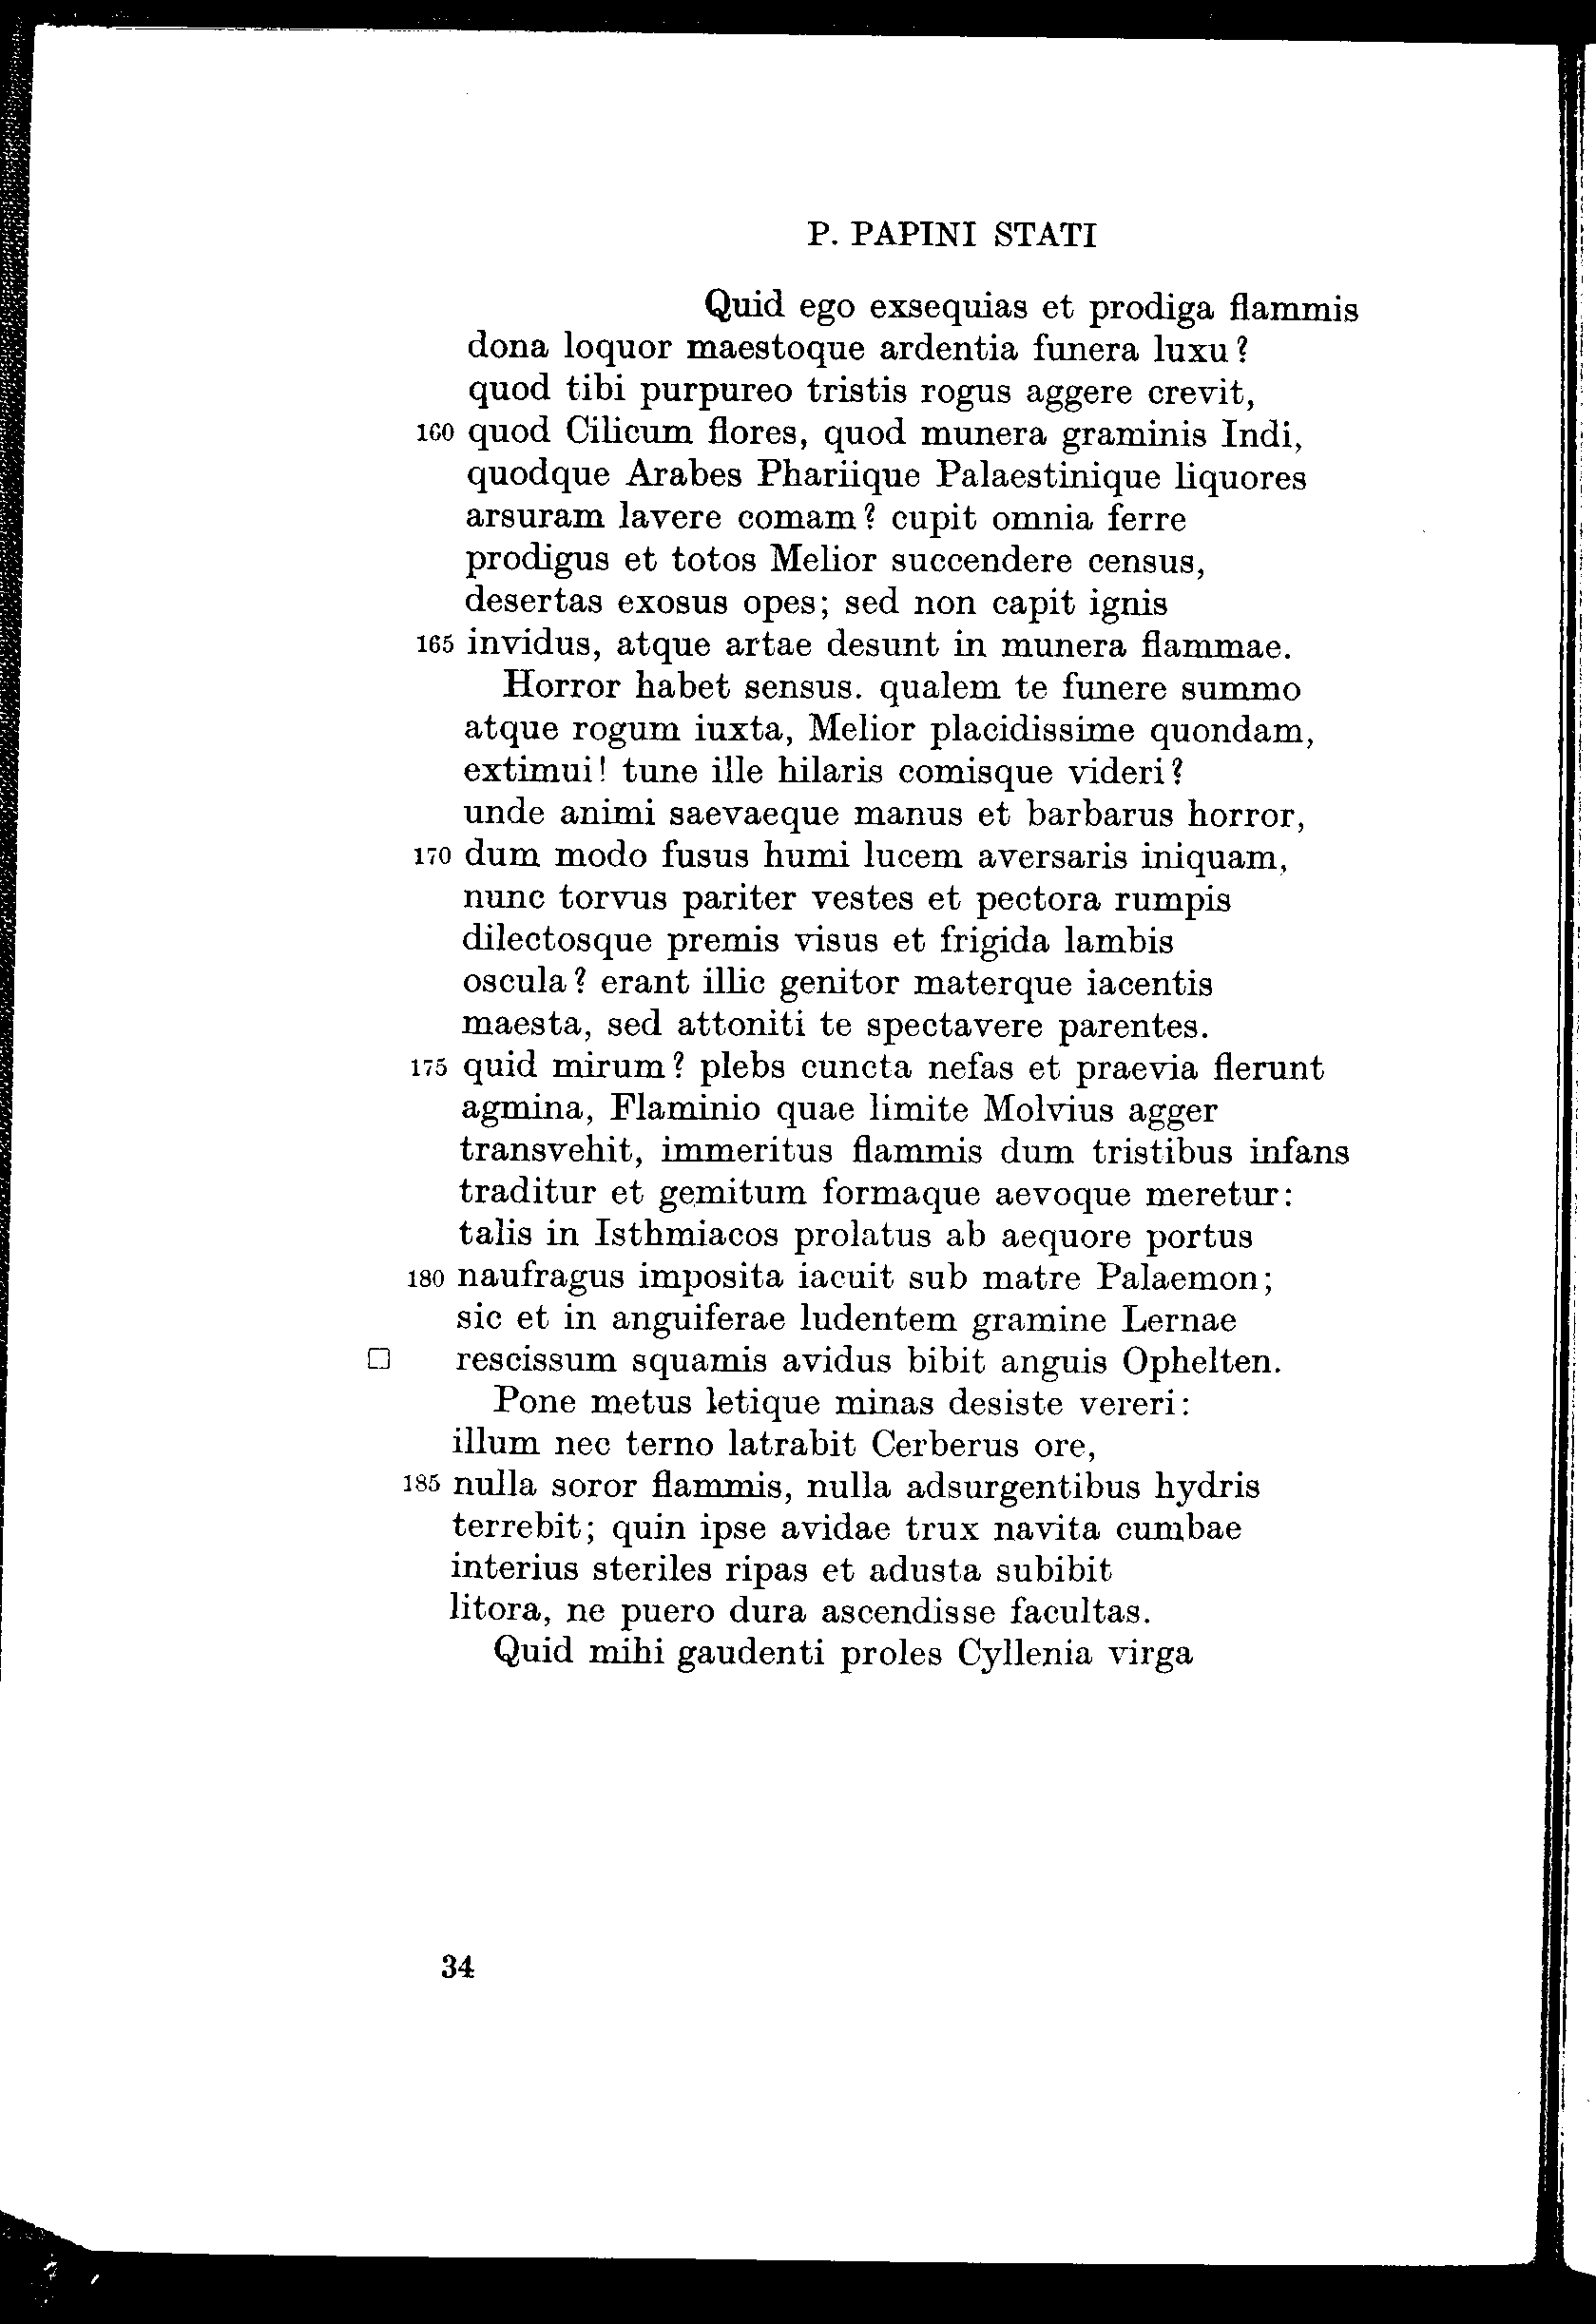 P. PAPINI STATI
Quid ego exsequias et prodiga flammis
dona loquor maestoque ardentia funera luxu?
quod tibi purpureo tristis rogus aggere crevit,
160 quod Cilicum flores, quod munera graminis Indi,
quodque Arabes Phariique Palaestinique liquores
arsuram lavere comam? cupit omnia ferre
prodigus et totos Melior succendere census,
desertas exosus opes; sed non capit ignis
165 invidus, atque artae desunt in munera flammae.
Horror habet sensus. qualem te funere summo
atque rogum iuxta, Melior placidissime quondam,
extimui! tune ille hilaris comisque videri?
unde animi saevaeque manus et barbarus horror,
170 dum modo fusus humi lucem aversaris iniquam,
nunc torvus pariter vestes et pectora rumpis
dilectosque premis visus et frigida lambis
oscula? erant illic genitor materque iacentis
maesta, sed attoniti te spectavere parentes.
175 quid mirum? plebs cuncta nefas et praevia flerunt
agmina, Flaminio quae limite Molvius agger
transvehit, immeritus flammis dum tristibus infans
traditur et gemitum formaque aevoque meretur:
talis in Isthmiacos prolatus ab aequore portus
180 naufragus imposita iacuit sub matre Palaemon;
sic et in anguiferae ludentem gramine Lernae
rescissum squamis avidus bibit anguis Ophelten.
Pone metus letique minas desiste vereri:
illum nec terno latrabit Cerberus ore,
185 nulla soror flammis, nulla adsurgentibus hydris
terrebit; quin ipse avidae trux navita cumbae
interius steriles ripas et adusta subibit
litora, ne puero dura ascendisse facultas.
Quid mihi gaudenti proles Cyllenia virga
34